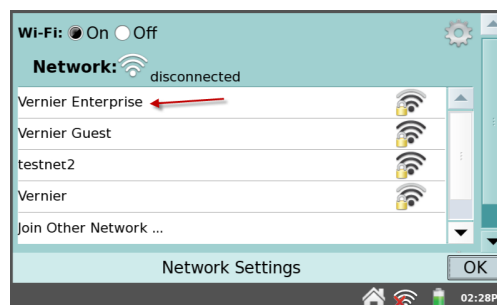 Wi-Fi: On Off
Network: disconnected
Vernier Enterprise
Vernier Guest
testnet2
Vernier
Join Other Network ...
Network Settings
OK
02:28P